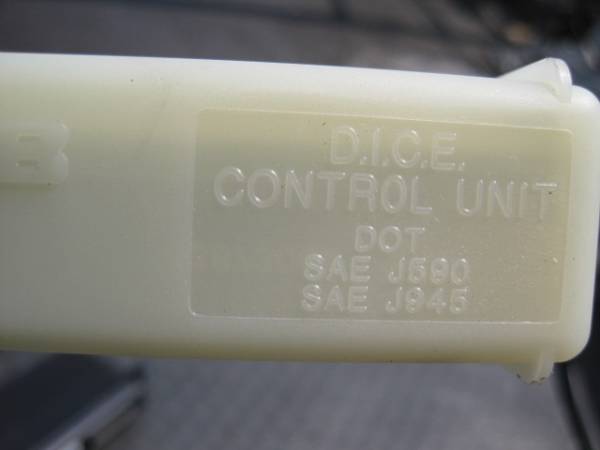 B
D.I.C.E.
CONTROL UNIT
DOT
SAE J590
SAE J945